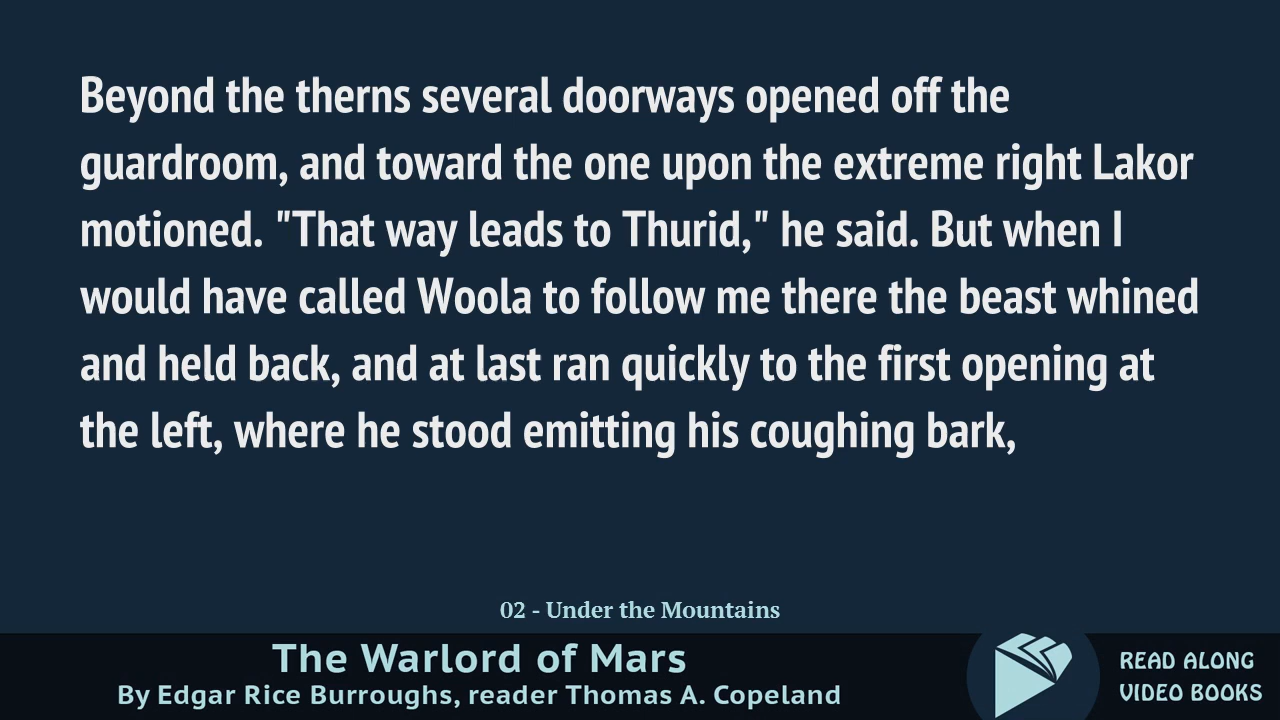 Beyond the therns several doorways opened off the
guardroom, and toward the one upon the extreme right Lakor
motioned. "That way leads to Thurid," he said. But when I
would have called Woola to follow me there the beast whined
and held back, and at last ran quickly to the first opening at
the left, where he stood emitting his coughing bark,
02 - Under the Mountains
The Warlord of Mars
By Edgar Rice Burroughs, reader Thomas A. Copeland
READ ALONG
VIDEO BOOKS